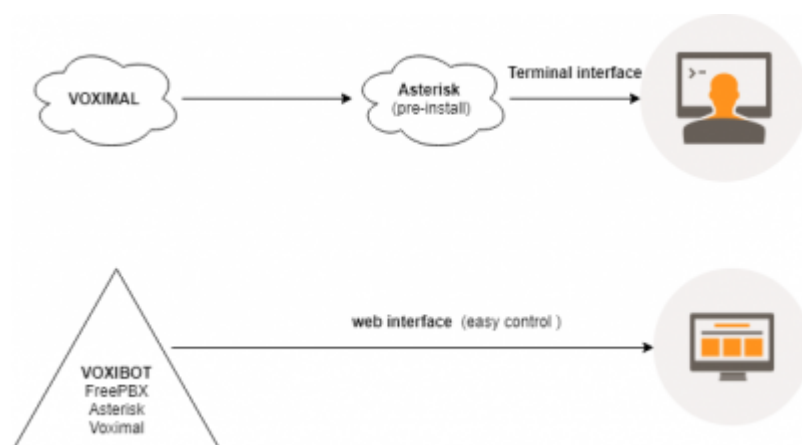 VOXIMAL
Asterisk
(pre-install)
Terminal interface
>-
web interface (easy control )
VOXIBOT
FreePBX
Asterisk
Voximal